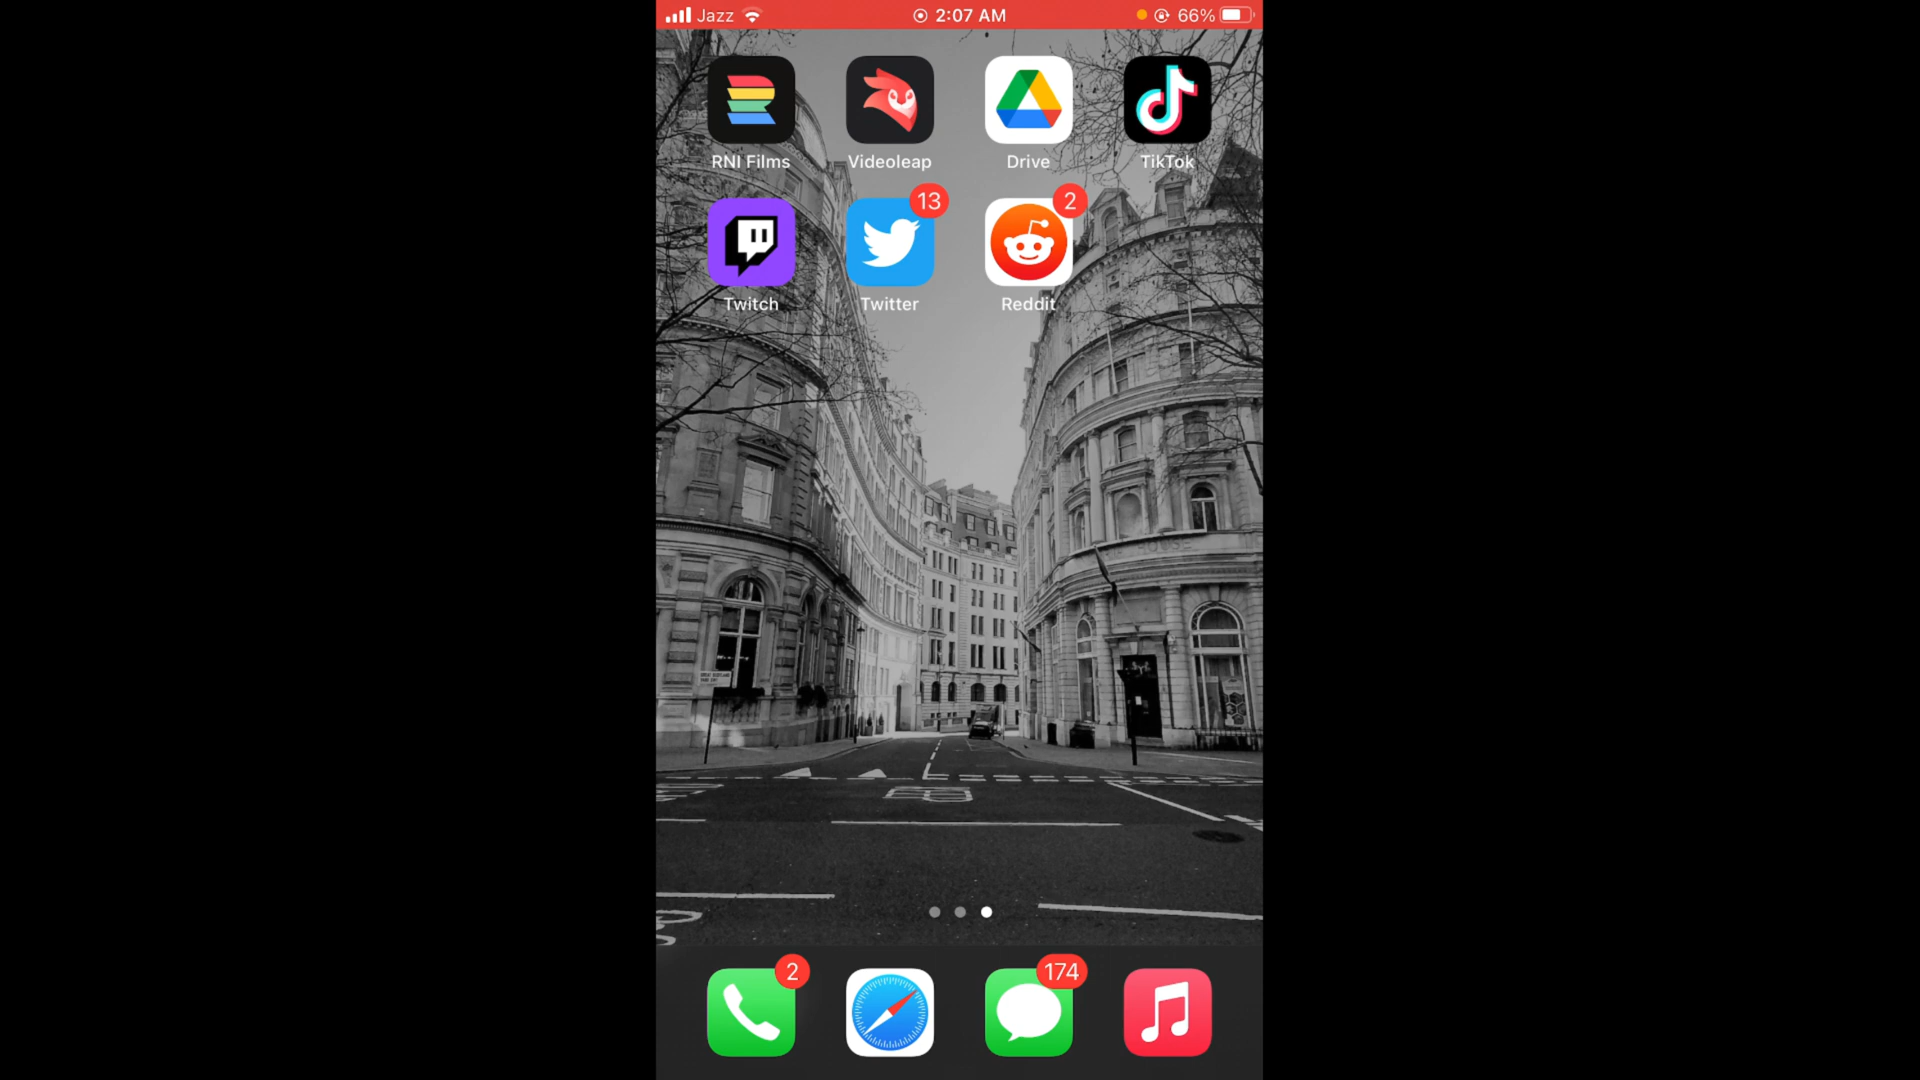 Jazz 2:07 AM 66%
RNI Films Videoleap Drive TikTok
13 2
Twitch Twitter Reddit
2 174